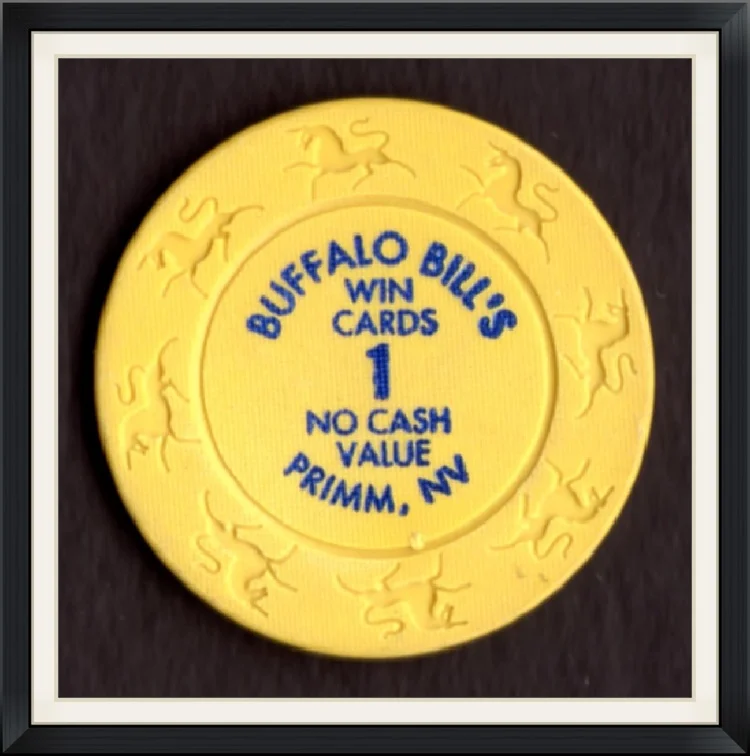 BUFFALO BILL'S
WIN
CARDS
1
NO CASH
VALUE
PRIMM, NV